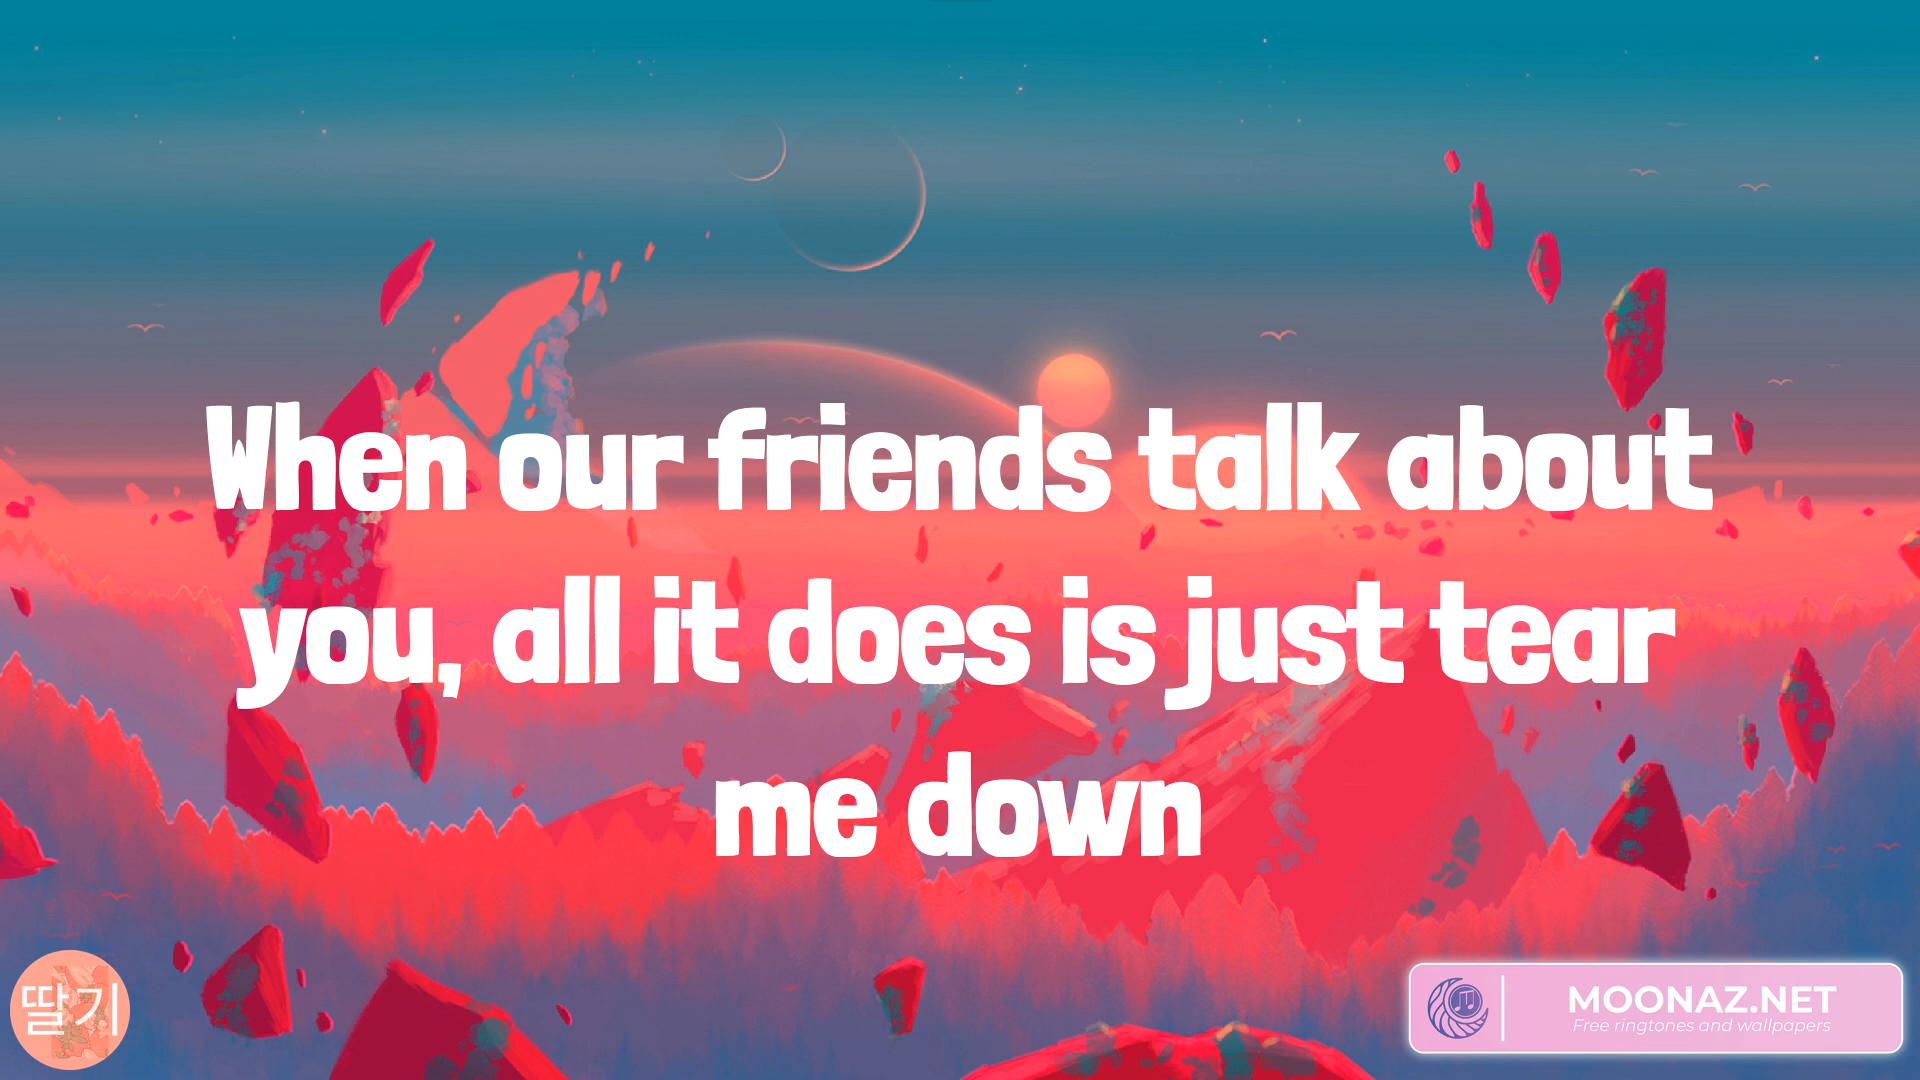 When our friends talk about
you, all it does is just tear
me down
딸기
MOONAZ.NET
Free ringtones and wallpapers